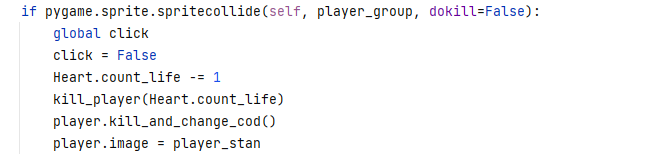 if pygame.sprite.spritecollide(self, player_group, dokill=False):
    global click
    click = False
    Heart.count_life -= 1
    kill_player(Heart.count_life)
    player.kill_and_change_cod()
    player.image = player_stan